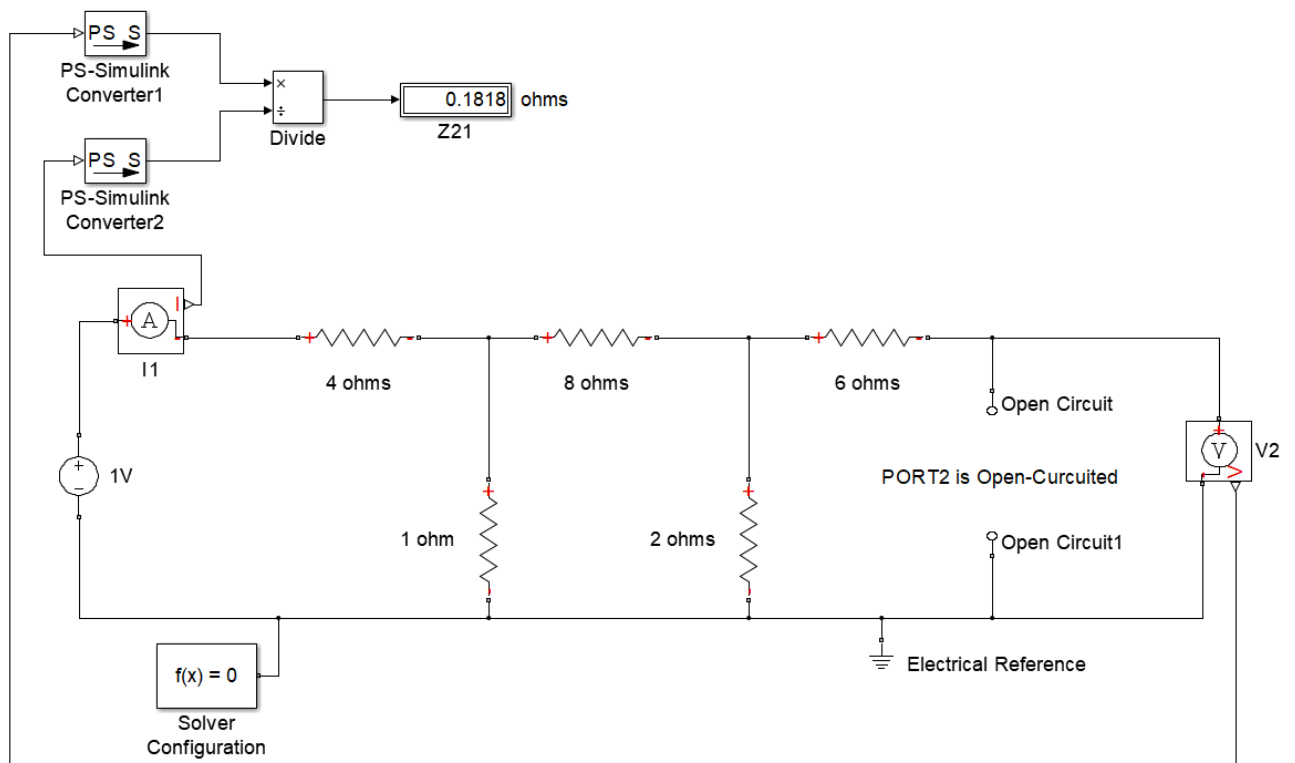 PS S
PS-Simulink
Converter1
×
÷
Divide
0.1818
ohms
Z21
PS S
PS-Simulink
Converter2
I
+
A
-
I1
+
-
4 ohms
+
-
8 ohms
+
-
6 ohms
Open Circuit
+
V
-
V
V2
+
−
1V
PORT2 is Open-Curcuited
+
1 ohm
-
+
2 ohms
-
Open Circuit1
f(x) = 0
Solver
Configuration
Electrical Reference